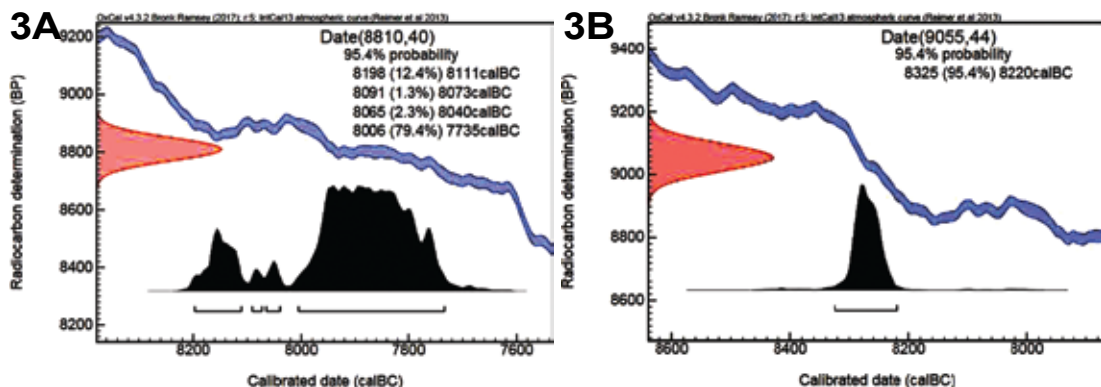 3A
OxCal v4.3.2 Bronk Ramsey (2017): r:5: IntCal13 atmospheric curve (Reimer et al 2013)
Date(8810,40)
95.4% probability
8198 (12.4%) 8111calBC
8091 (1.3%) 8073calBC
8065 (2.3%) 8040calBC
8006 (79.4%) 7735calBC
Radiocarbon determination (BP)
9200
9000
8800
8600
8400
8200
8200
8000
7800
7600
Calibrated date (calBC)
3B
OxCal v4.3.2 Bronk Ramsey (2017): r:5: IntCal13 atmospheric curve (Reimer et al 2013)
Date(9055,44)
95.4% probability
8325 (95.4%) 8220calBC
Radiocarbon determination (BP)
9400
9200
9000
8800
8600
8600
8400
8200
8000
Calibrated date (calBC)